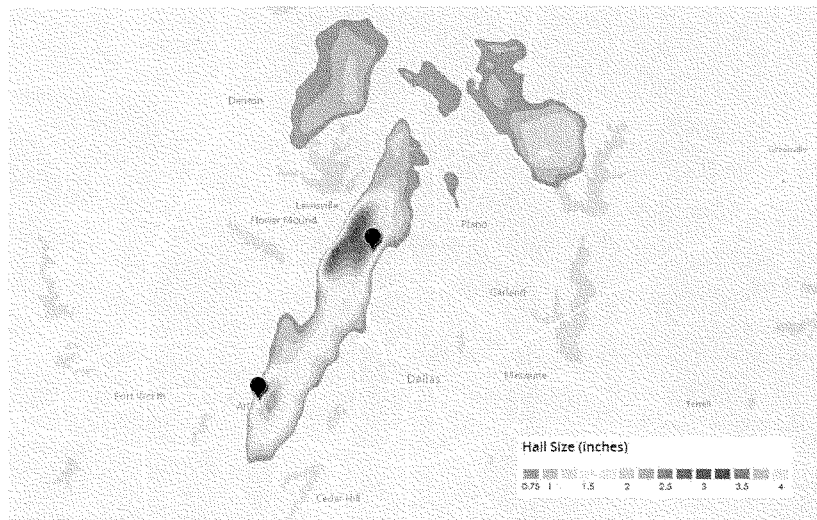 Denton
Greenville
Lewisville
Flower Mound
Plano
Garland
Dallas
Mesquite
Fort Worth
Terrell
Cedar Hill
Hail Size (inches)
0.75 1 1.5 2 2.5 3 3.5 4